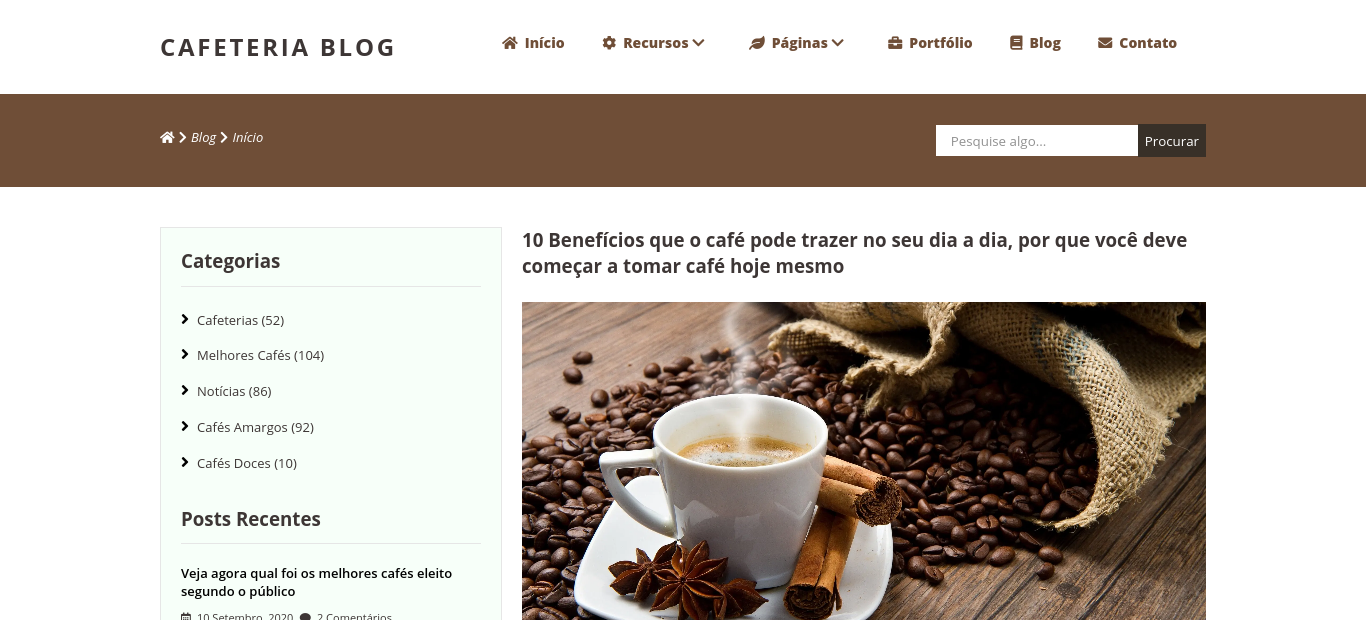 CAFETERIA BLOG
Início
Recursos
Páginas
Portfólio
Blog
Contato
Blog
Início
Pesquise algo...
Procurar
Categorias
Cafeterias (52)
Melhores Cafés (104)
Notícias (86)
Cafés Amargos (92)
Cafés Doces (10)
Posts Recentes
Veja agora qual foi os melhores cafés eleito
segundo o público
10 Setembro, 2020
2 Comentários
10 Benefícios que o café pode trazer no seu dia a dia, por que você deve
começar a tomar café hoje mesmo